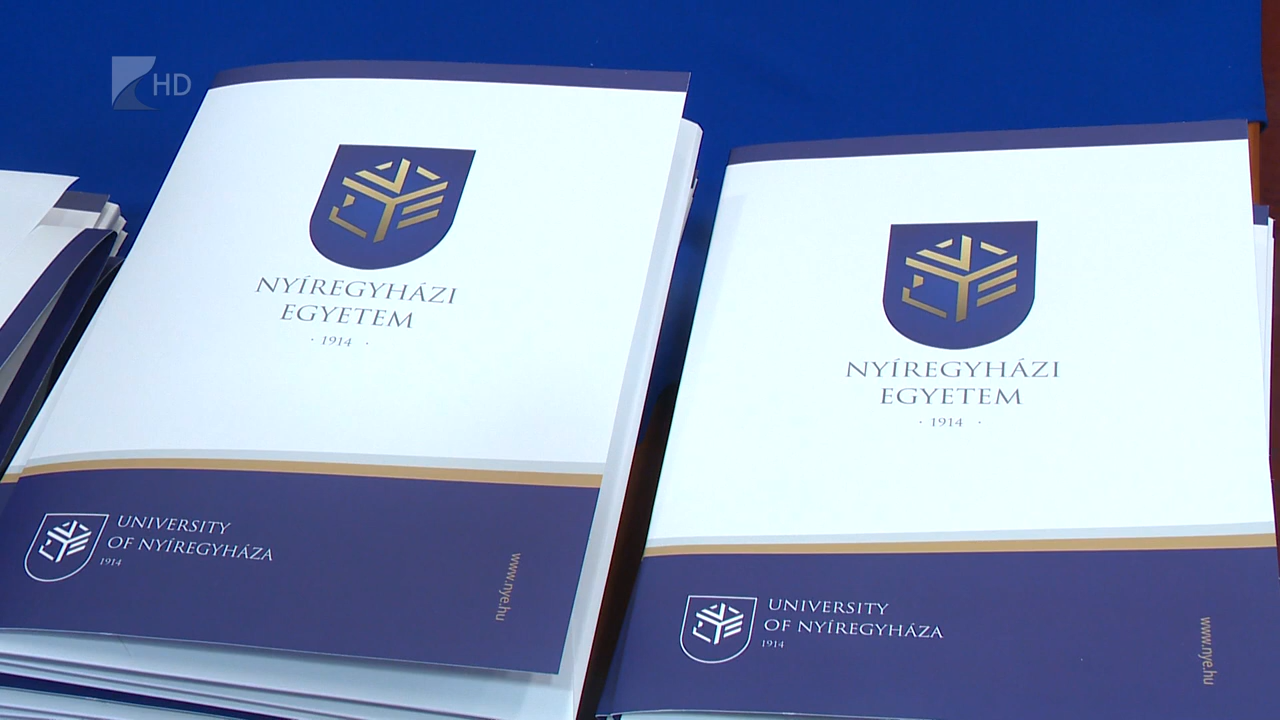 HD
NYÍREGYHÁZI
EGYETEM
· 1914 ·
UNIVERSITY
OF NYÍREGYHÁZA
1914
www.nye.hu
NYÍREGYHÁZI
EGYETEM
· 1914 ·
UNIVERSITY
OF NYÍREGYHÁZA
1914
www.nye.hu